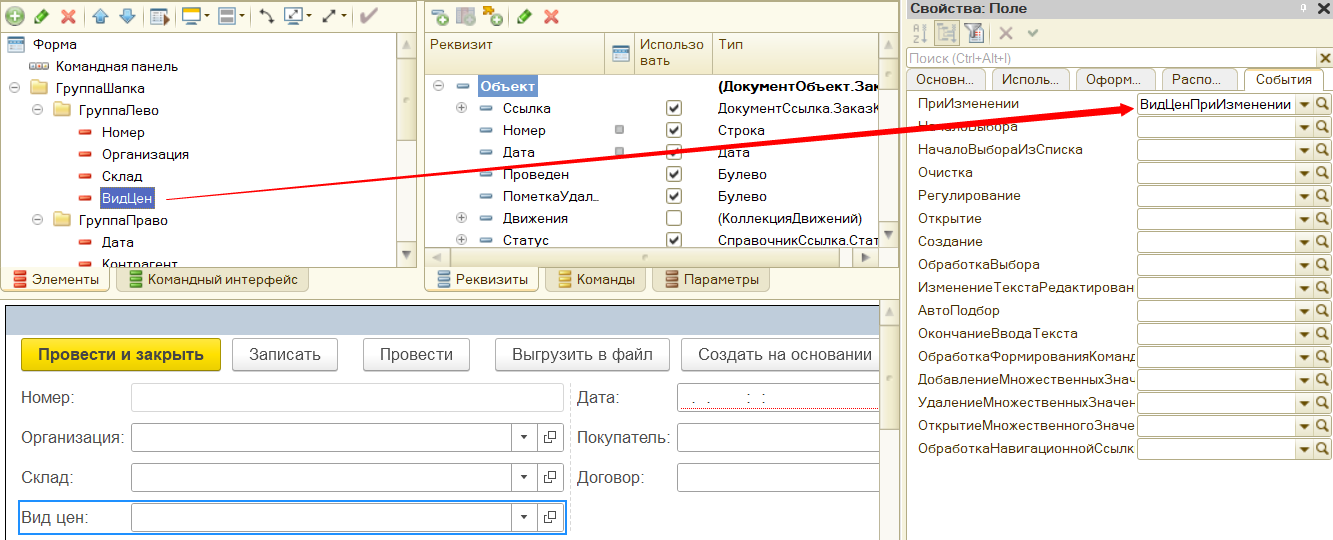 Форма
Командная панель
ГруппаШапка
ГруппаЛево
Номер
Организация
Склад
ВидЦен
ГруппаПраво
Дата
Контрагент
Элементы
Командный интерфейс
Реквизит
Использовать
Тип
Объект
(ДокументОбъект.Зак
Ссылка
ДокументСсылка.ЗаказК
Номер
Строка
Дата
Дата
Проведен
Булево
ПометкаУдал...
Булево
Движения
(КоллекцияДвижений)
Статус
СправочникСсылка.Стат
Реквизиты
Команды
Параметры
Провести и закрыть
Записать
Провести
Выгрузить в файл
Создать на основании
Номер:
Дата:
. . : :
Организация:
Покупатель:
Склад:
Договор:
Вид цен:
Свойства: Поле
Поиск (Ctrl+Alt+I)
Основн...
Исполь...
Оформ...
Распо...
События
ПриИзменении
ВидЦенПриИзменении
НачалоВыбора
НачалоВыбораИзСписка
Очистка
Регулирование
Открытие
Создание
ОбработкаВыбора
ИзменениеТекстаРедактирован
АвтоПодбор
ОкончаниеВводаТекста
ОбработкаФормированияКоманд
ДобавлениеМножественныхЗнач
УдалениеМножественныхЗначен
ОткрытиеМножественногоЗначе
ОбработкаНавигационнойСсылк